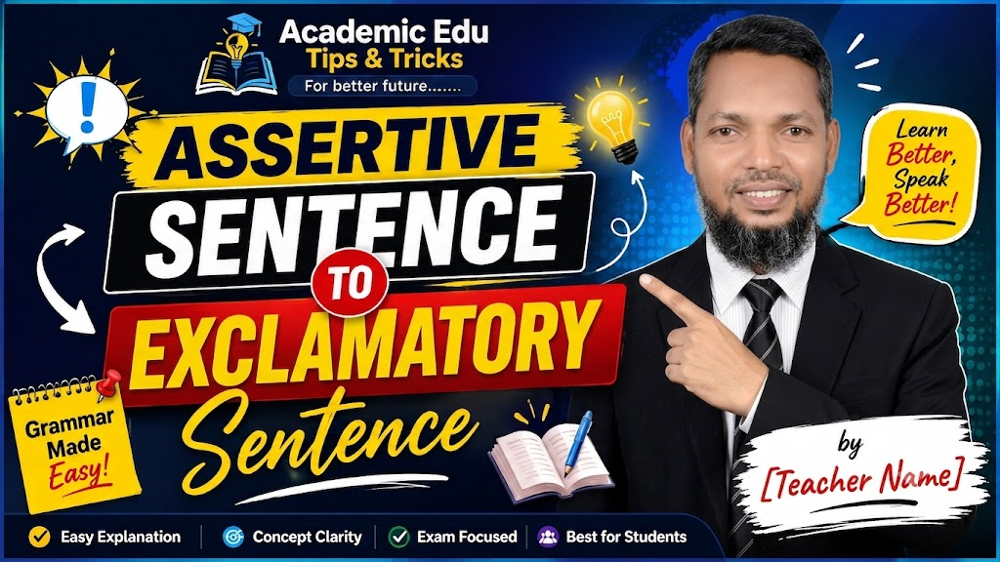 Academic Edu
Tips & Tricks
For better future.......
!
ASSERTIVE
SENTENCE
TO
EXCLAMATORY
Sentence
Learn
Better,
Speak
Better!
Grammar
Made
Easy!
by
[Teacher Name]
Easy Explanation
Concept Clarity
Exam Focused
Best for Students